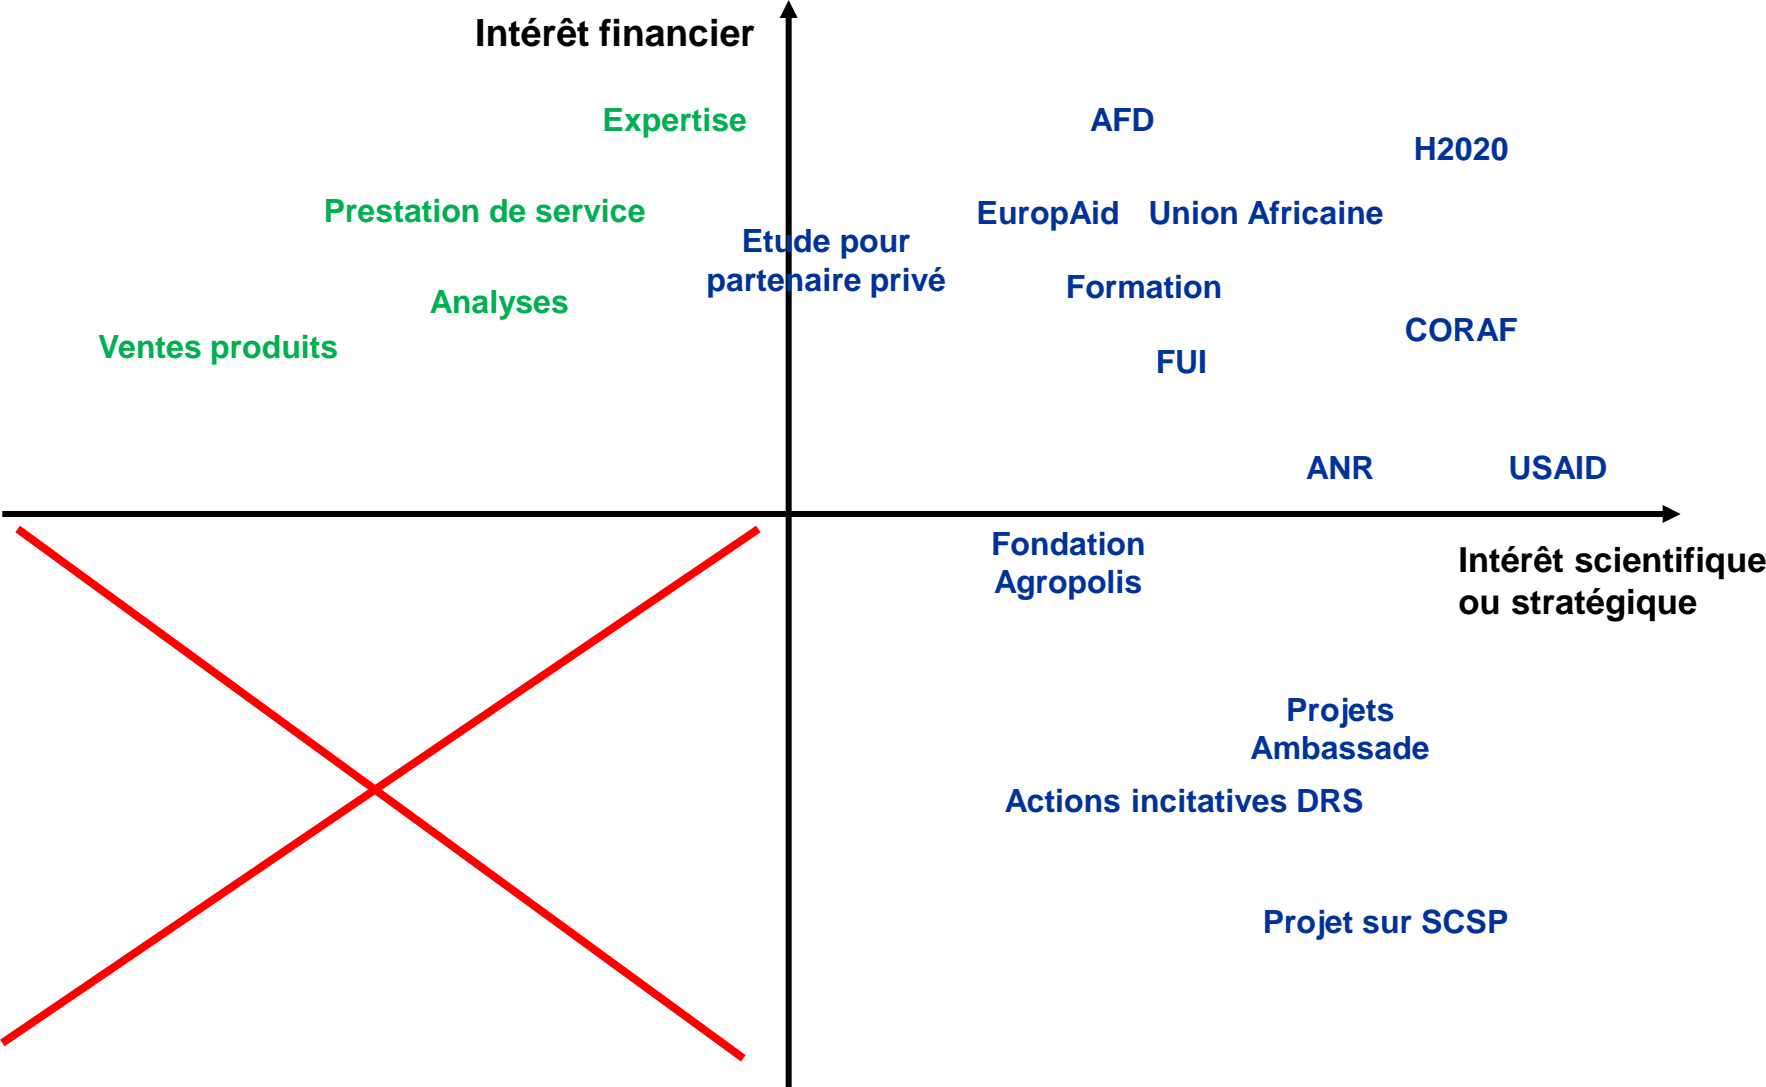 Intérêt financier
Expertise
AFD
H2020
Prestation de service
EuropAid
Union Africaine
Etude pour
partenaire privé
Formation
Analyses
CORAF
Ventes produits
FUI
ANR
USAID
Fondation
Agropolis
Intérêt scientifique
ou stratégique
Projets
Ambassade
Actions incitatives DRS
Projet sur SCSP